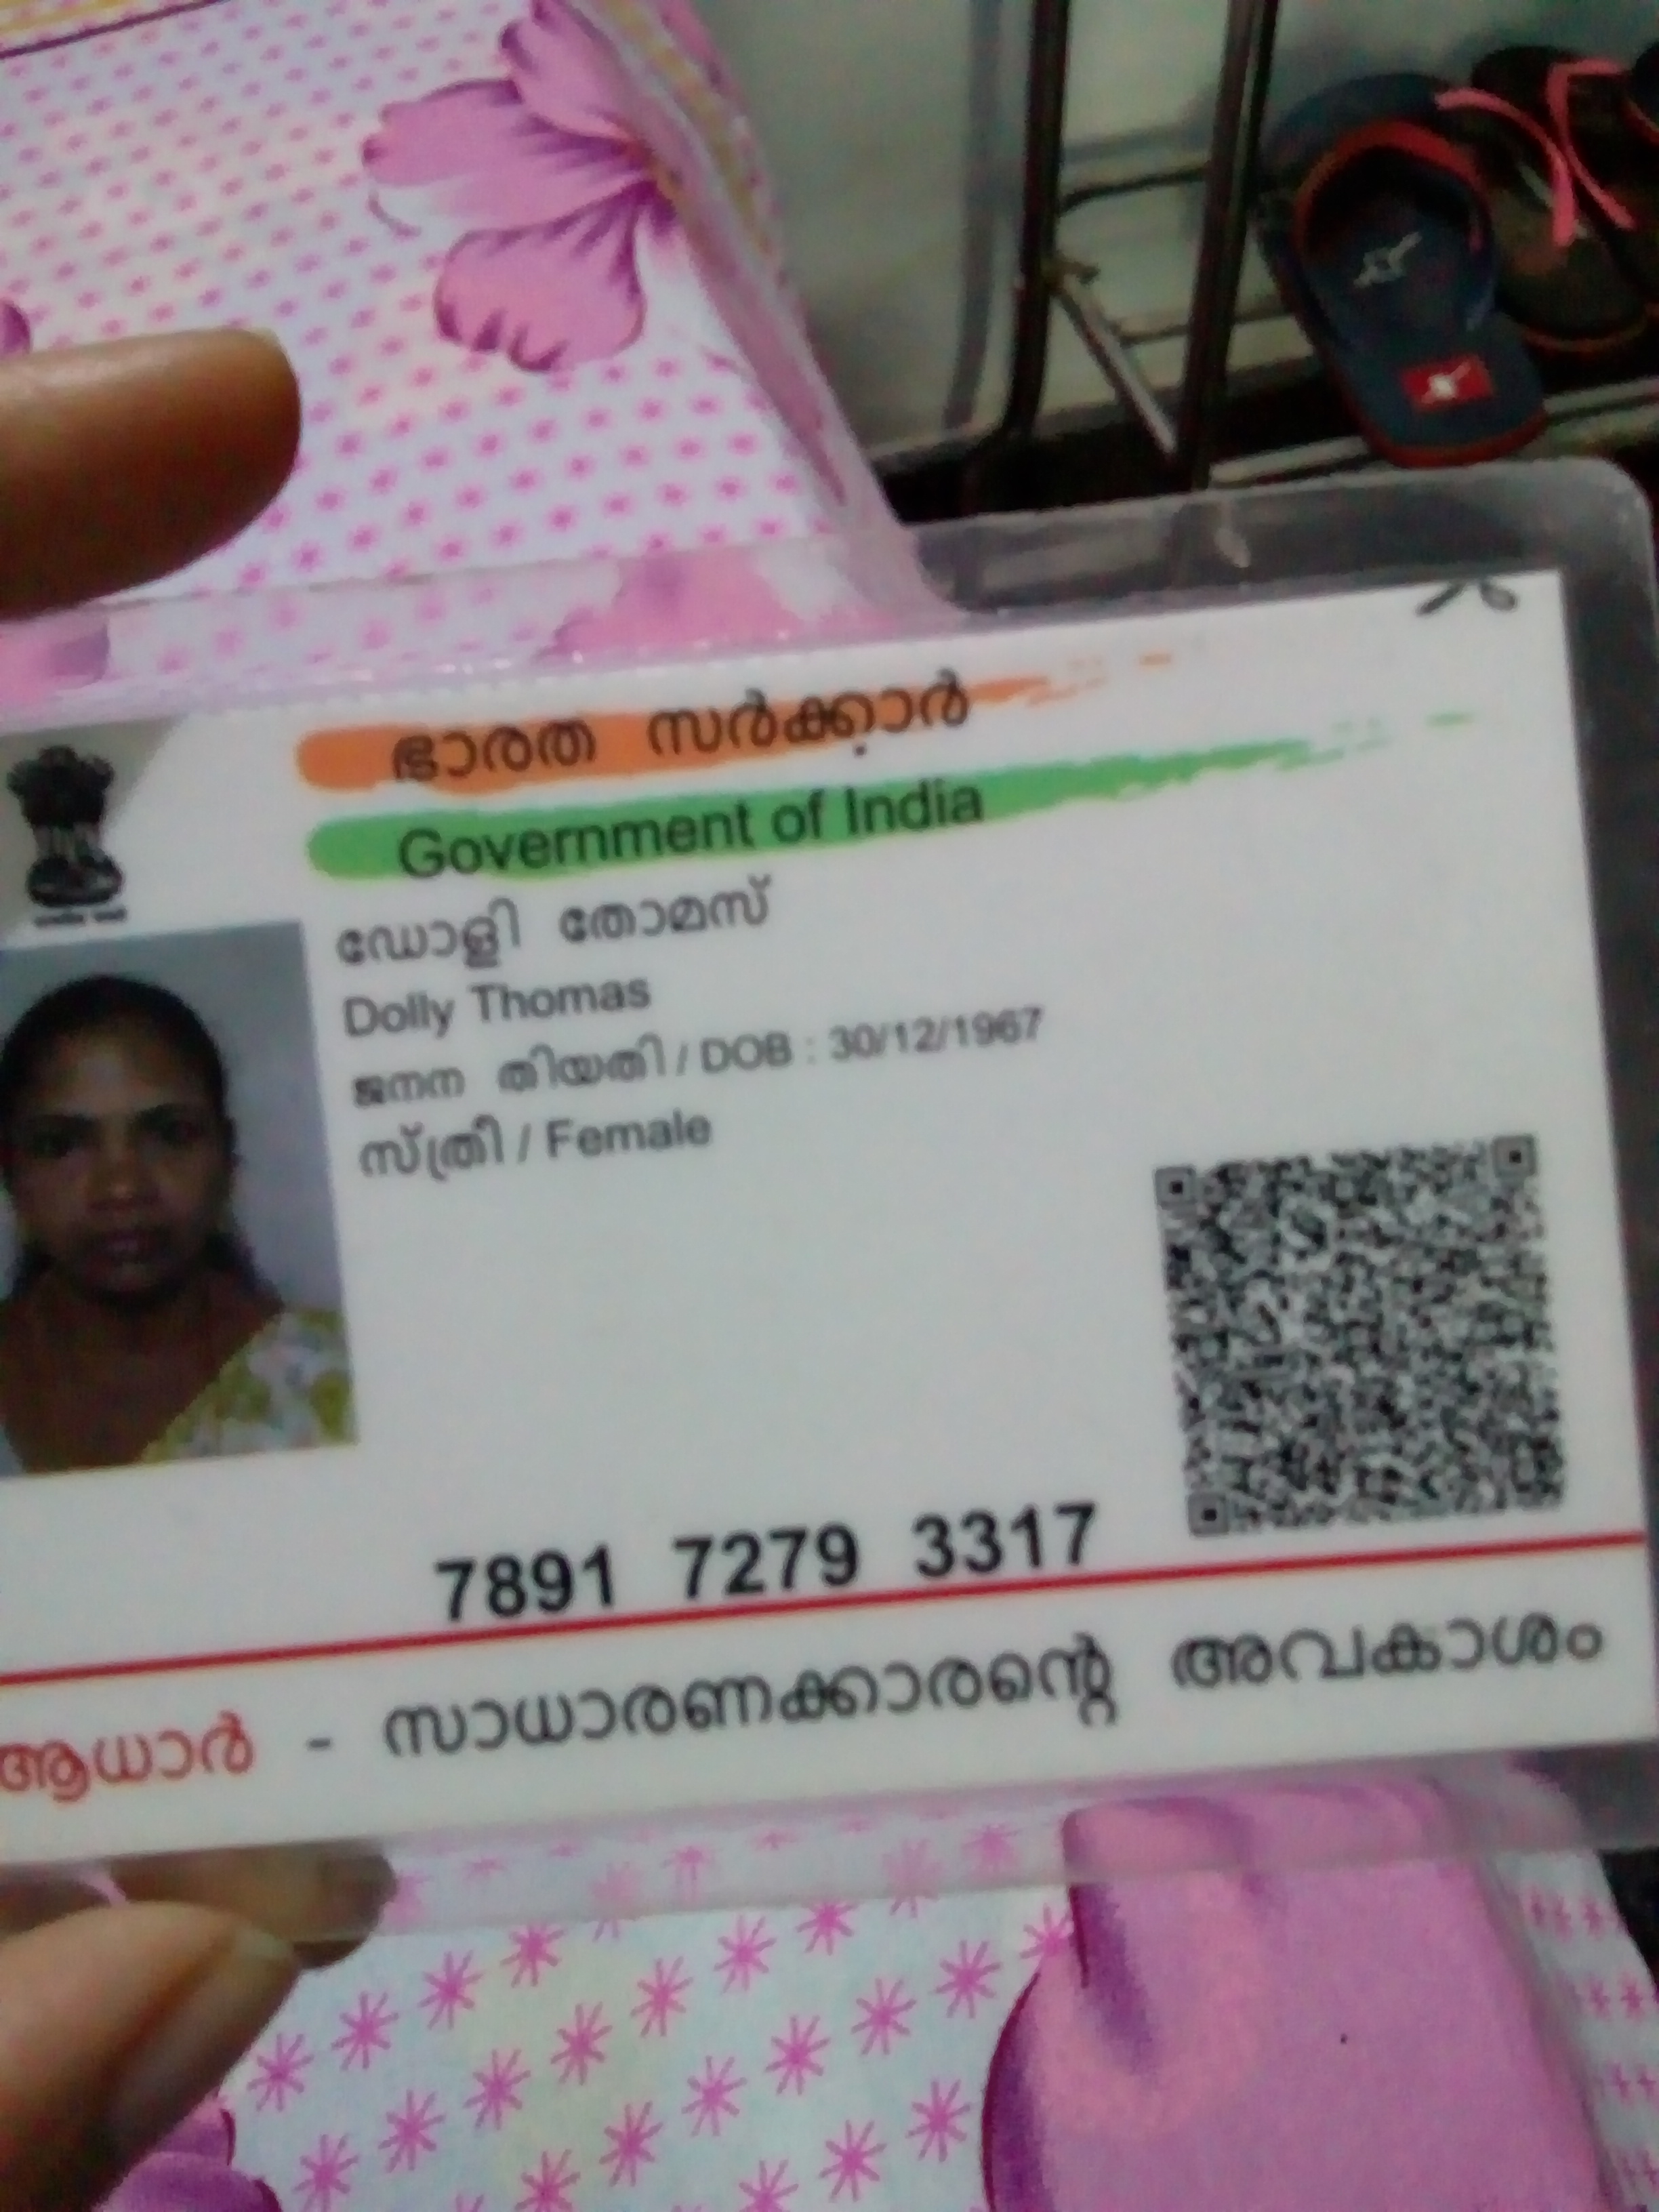 ഭാരത സർക്കാർ
Government of India
ഡോളി തോമസ്
Dolly Thomas
ജനന തിയതി / DOB : 30/12/1967
സ്ത്രീ / Female
7891 7279 3317
ആധാർ - സാധാരണക്കാരന്റെ അവകാശം